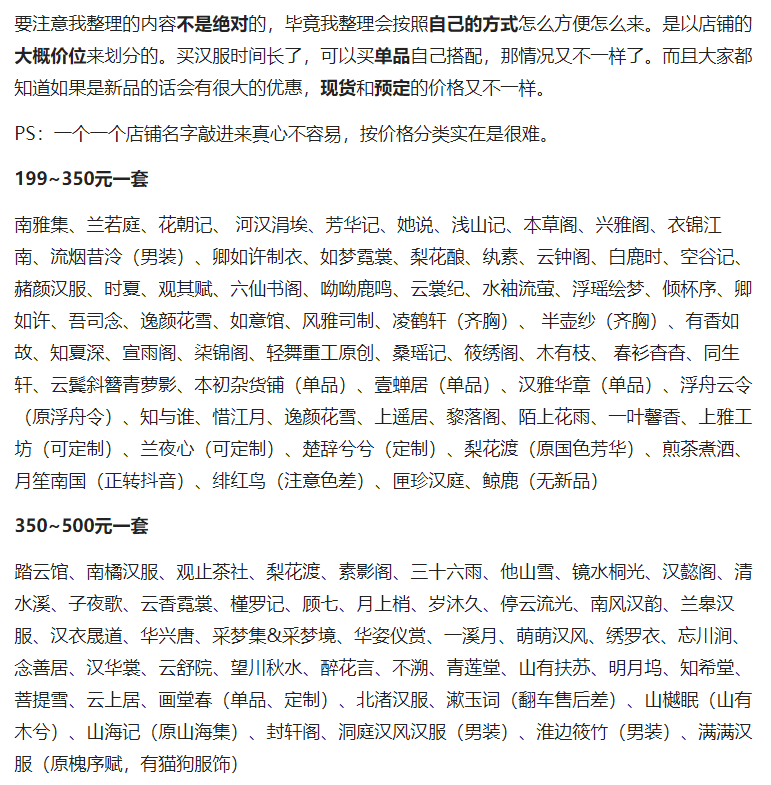 要注意我整理的内容不是绝对的，毕竟我整理会按照自己的方式怎么方便怎么来。是以店铺的
大概价位来划分的。买汉服时间长了，可以买单品自己搭配，那情况又不一样了。而且大家都
知道如果是新品的话会有很大的优惠，现货和预定的价格又不一样。
PS：一个一个店铺名字敲进来真心不容易，按价格分类实在是很难。
199~350元一套
南雅集、兰若庭、花朝记、 河汉涓埃、芳华记、她说、浅山记、本草阁、兴雅阁、衣锦江
南、流烟昔泠（男装）、卿如许制衣、如梦霓裳、梨花酿、纨素、云钟阁、白鹿时、空谷记、
赭颜汉服、时夏、观其赋、六仙书阁、呦呦鹿鸣、云裳纪、水袖流萤、浮瑶绘梦、倾杯序、卿
如许、吾司念、逸颜花雪、如意馆、风雅司制、凌鹤轩（齐胸）、 半壶纱（齐胸）、有香如
故、知夏深、宣雨阁、柒锦阁、轻舞重工原创、桑瑶记、筱绣阁、木有枝、 春衫杳杳、同生
轩、云鬓斜簪青萝影、本初杂货铺（单品）、壹蝉居（单品）、汉雅华章（单品）、浮舟云令
（原浮舟令）、知与谁、惜江月、逸颜花雪、上遥居、黎落阁、陌上花雨、一叶馨香、上雅工
坊（可定制）、兰夜心（可定制）、楚辞兮兮（定制）、梨花渡（原国色芳华）、煎茶煮酒、
月笙南国（正转抖音）、绯红鸟（注意色差）、匣珍汉庭、鲸鹿（无新品）
350~500元一套
踏云馆、南橘汉服、观止茶社、梨花渡、素影阁、三十六雨、他山雪、镜水桐光、汉懿阁、清
水溪、子夜歌、云香霓裳、槿罗记、顾七、月上梢、岁沐久、停云流光、南风汉韵、兰皋汉
服、汉衣晟道、华兴唐、采梦集&采梦境、华姿仪赏、一溪月、萌萌汉风、绣罗衣、忘川涧、
念善居、汉华裳、云舒院、望川秋水、醉花言、不溯、青莲堂、山有扶苏、明月坞、知希堂、
菩提雪、云上居、画堂春（单品、定制）、北渚汉服、漱玉词（翻车售后差）、山樾眠（山有
木兮）、山海记（原山海集）、封轩阁、洞庭汉风汉服（男装）、淮边筱竹（男装）、满满汉
服（原槐序赋，有猫狗服饰）